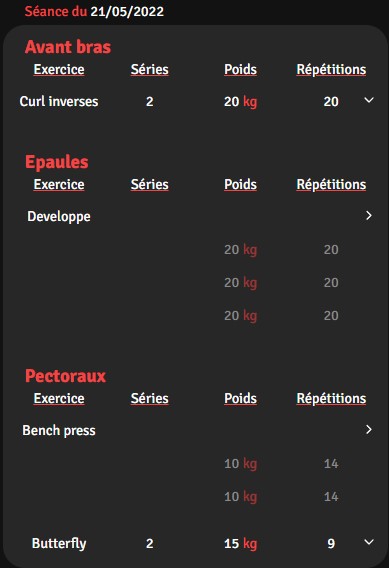 Séance du 21/05/2022
Avant bras
Exercice Séries Poids Répétitions
Curl inverses 2 20 kg 20
Epaules
Exercice Séries Poids Répétitions
Developpe
20 kg 20
20 kg 20
20 kg 20
Pectoraux
Exercice Séries Poids Répétitions
Bench press
10 kg 14
10 kg 14
Butterfly 2 15 kg 9